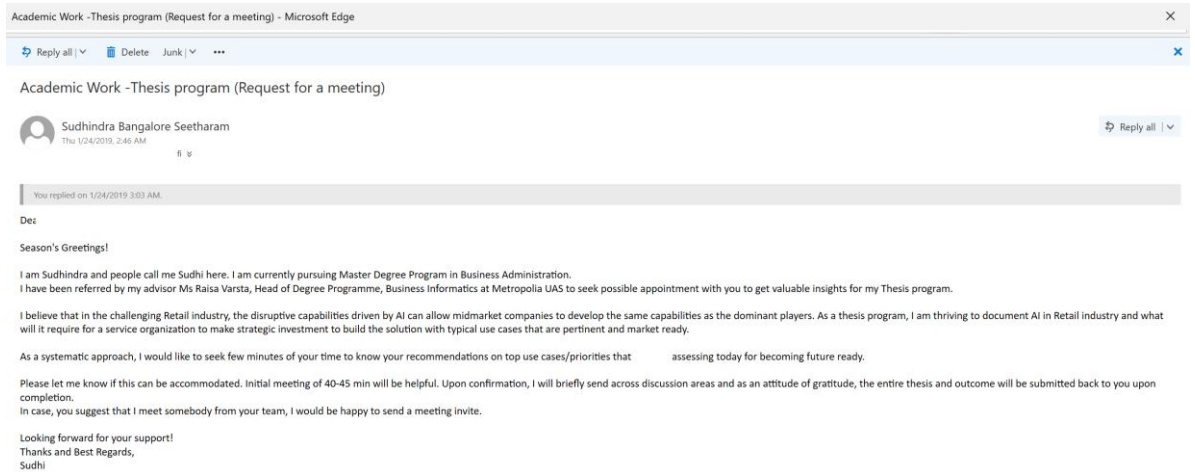 Academic Work -Thesis program (Request for a meeting) - Microsoft Edge
Reply all | Delete Junk | ...
Academic Work -Thesis program (Request for a meeting)
Sudhindra Bangalore Seetharam
Reply all |
Thu 1/24/2019, 2:46 AM
You replied on 1/24/2019 3:03 AM.
Season's Greetings!
I am Sudhindra and people call me Sudhi here. I am currently pursuing Master Degree Program in Business Administration.
I have been referred by my advisor Ms Raisa Varsta, Head of Degree Programme, Business Informatics at Metropolia UAS to seek possible appointment with you to get valuable insights for my Thesis program.
I believe that in the challenging Retail industry, the disruptive capabilities driven by AI can allow midmarket companies to develop the same capabilities as the dominant players. As a thesis program, I am thriving to document AI in Retail industry and what
will it require for a service organization to make strategic investment to build the solution with typical use cases that are pertinent and market ready.
As a systematic approach, I would like to seek few minutes of your time to know your recommendations on top use cases/priorities that assessing today for becoming future ready.
Please let me know if this can be accommodated. Initial meeting of 40-45 min will be helpful. Upon confirmation, I will briefly send across discussion areas and as an attitude of gratitude, the entire thesis and outcome will be submitted back to you upon
completion.
In case, you suggest that I meet somebody from your team, I would be happy to send a meeting invite.
Looking forward for your support!
Thanks and Best Regards,
Sudhi